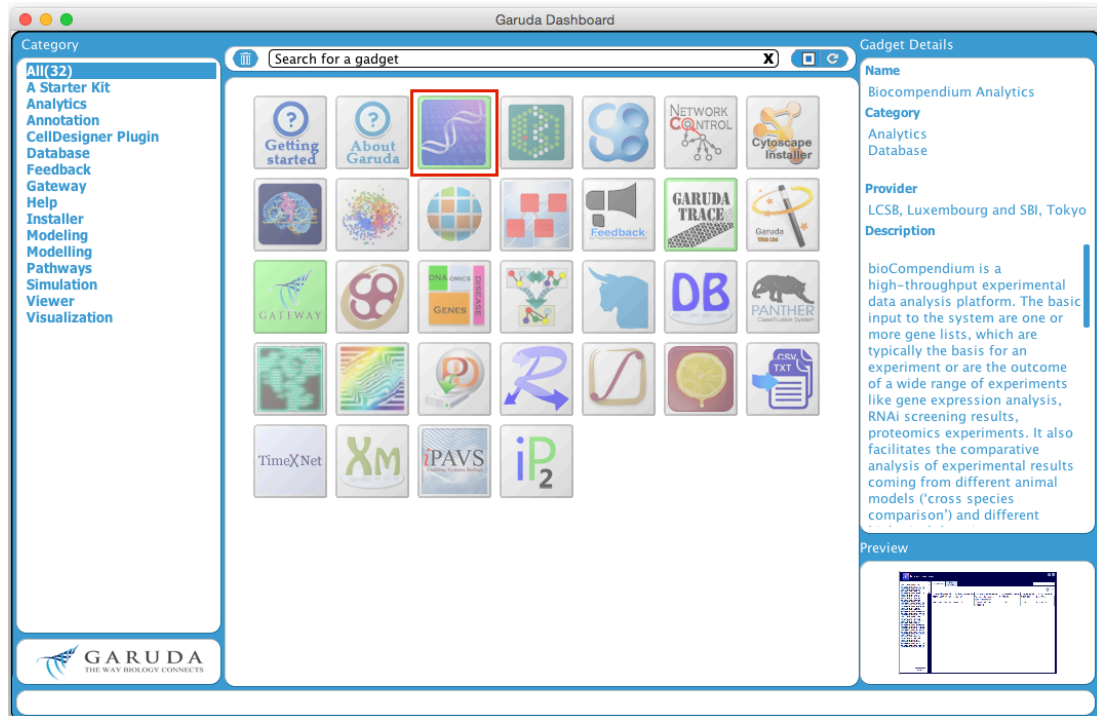 Garuda Dashboard
Category
All(32)
A Starter Kit
Analytics
Annotation
CellDesigner Plugin
Database
Feedback
Gateway
Help
Installer
Modeling
Modelling
Pathways
Simulation
Viewer
Visualization
GARUDA
THE WAY BIOLOGY CONNECTS
Search for a gadget
X
?
Getting
started
?
About
Garuda
NETWORK
CONTROL
Cytoscape
Installer
Feedback
GARUDA
TRACE
Garuda
GATEWAY
DNA OMICS
GENES
DISEASE
DB
PANTHER
Classification System
R
CSV
TXT
TimeXNet
XM
iPAVS
iP2
Gadget Details
Name
Biocompendium Analytics
Category
Analytics
Database
Provider
LCSB, Luxembourg and SBI, Tokyo
Description
bioCompendium is a
high-throughput experimental
data analysis platform. The basic
input to the system are one or
more gene lists, which are
typically the basis for an
experiment or are the outcome
of a wide range of experiments
like gene expression analysis,
RNAi screening results,
proteomics experiments. It also
facilitates the comparative
analysis of experimental results
coming from different animal
models ('cross species
comparison') and different
Preview